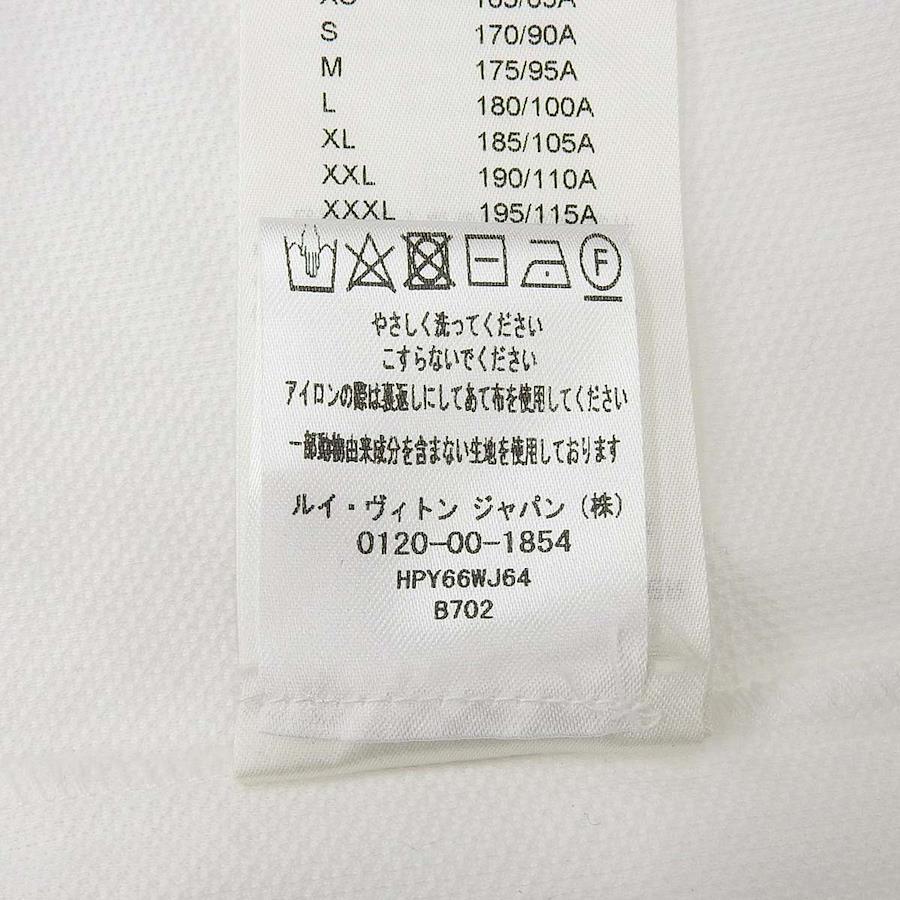 XS 165/85A
S 170/90A
M 175/95A
L 180/100A
XL 185/105A
XXL 190/110A
XXXL 195/115A
F
やさしく洗ってください
こすらないでください
アイロンの際は裏返しにしてあて布を使用してください
一部動物由来成分を含まない生地を使用しております
ルイ・ヴィトン ジャパン（株）
0120-00-1854
HPY66WJ64
B702